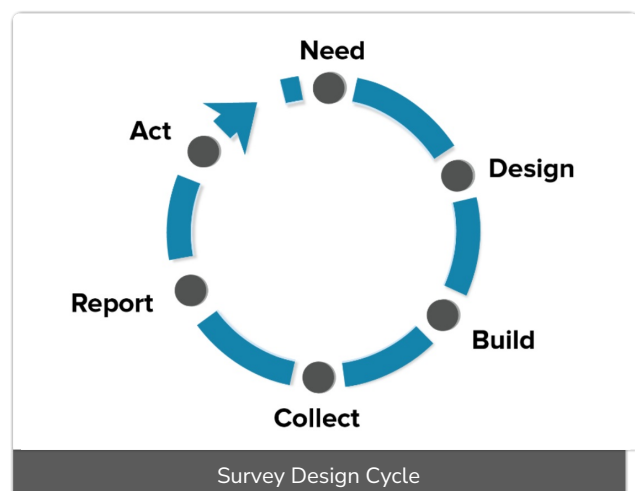 Need
Design
Build
Collect
Report
Act
Survey Design Cycle